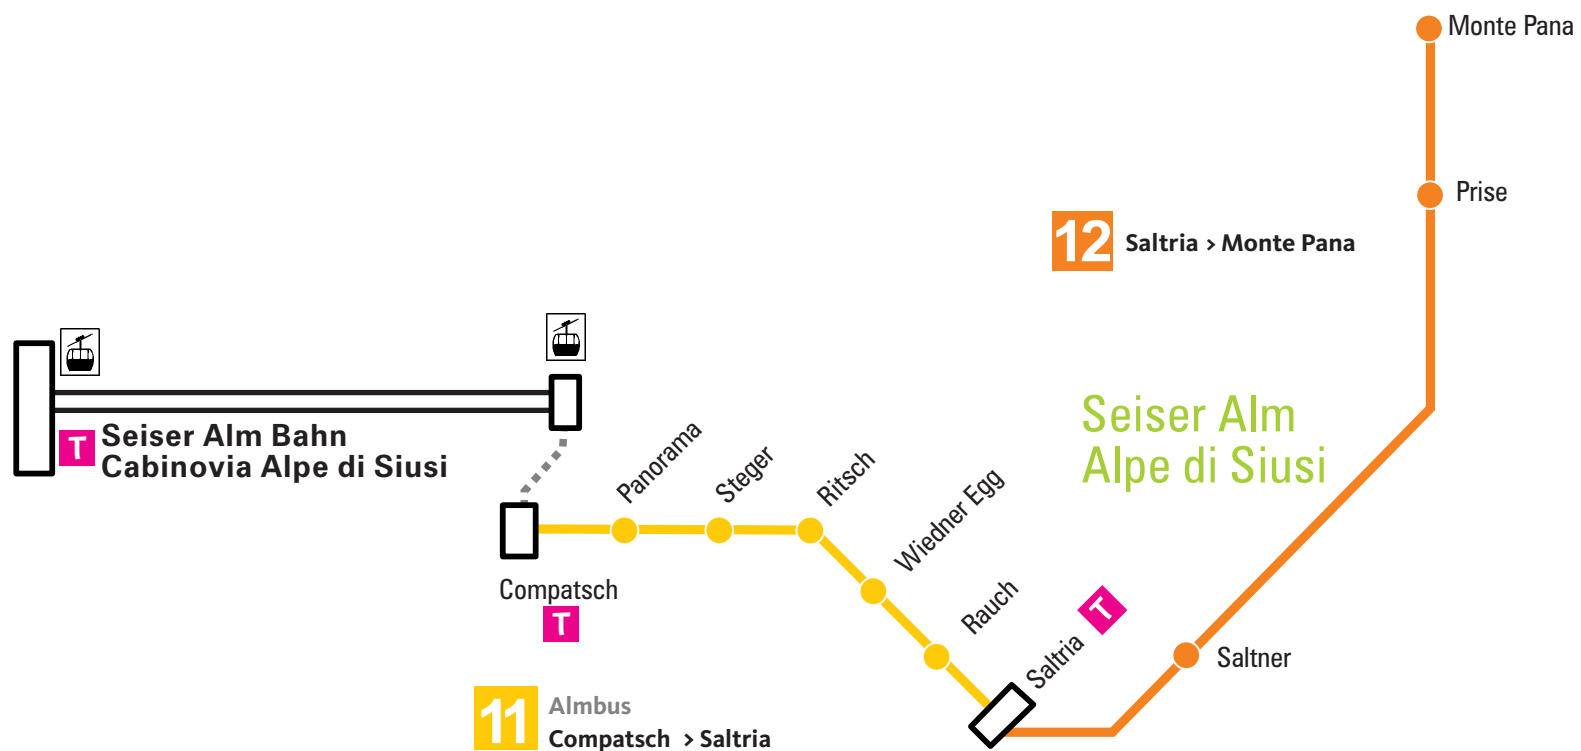 Monte Pana
Prise
12 Saltria > Monte Pana
T Seiser Alm Bahn
Cabinovia Alpe di Siusi
Seiser Alm
Alpe di Siusi
Panorama
Steger
Ritsch
Wiedner Egg
Rauch
Saltria T
Compatsch
T
Saltner
11 Almbus
Compatsch > Saltria